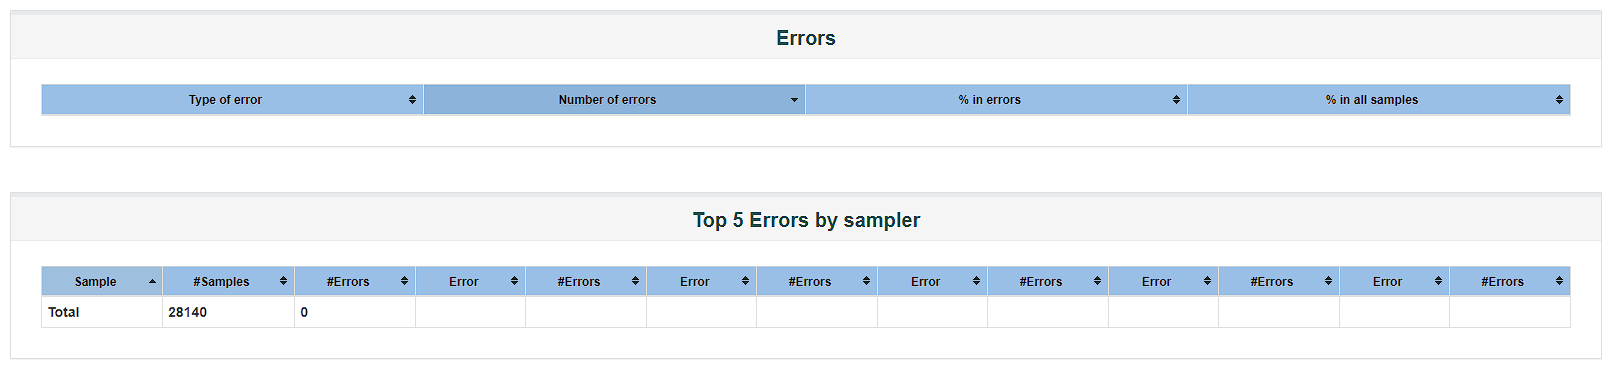 Errors
Type of error Number of errors % in errors % in all samples
Top 5 Errors by sampler
Sample #Samples #Errors Error #Errors Error #Errors Error #Errors Error #Errors Error #Errors
Total 28140 0